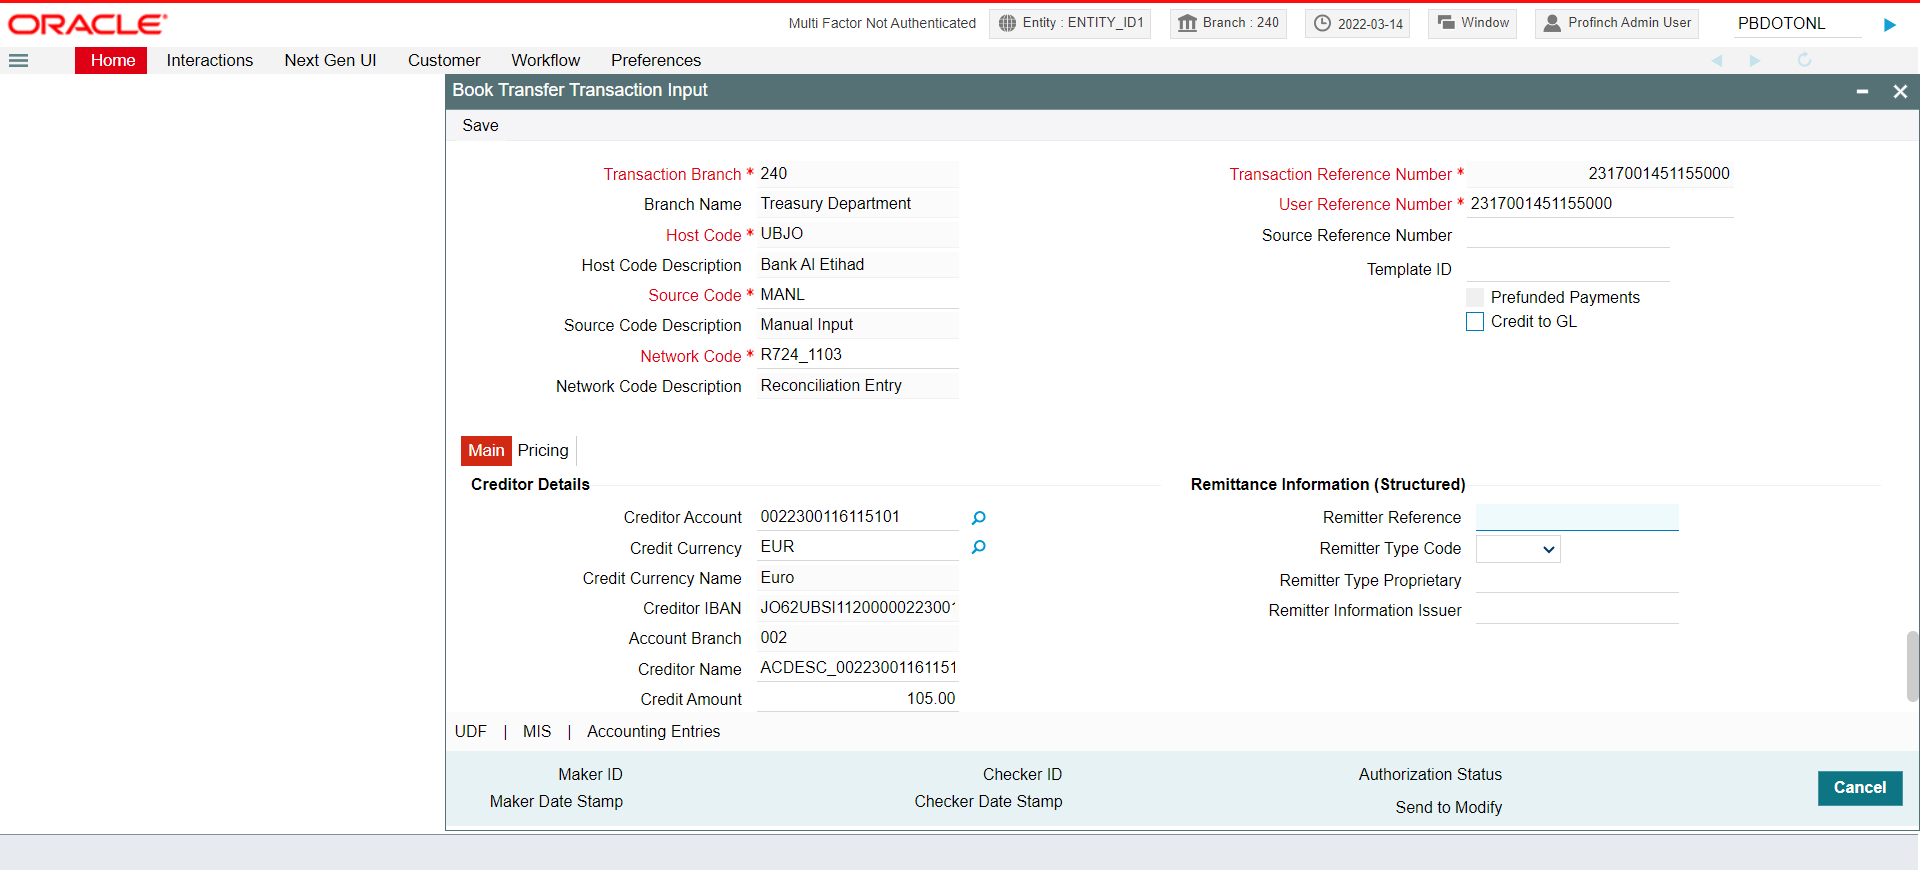 ORACLE
Multi Factor Not Authenticated
Entity : ENTITY_ID1
Branch : 240
2022-03-14
Window
Profinch Admin User
PBDOTONL
Home Interactions Next Gen UI Customer Workflow Preferences
Book Transfer Transaction Input
Save
Transaction Branch * 240
Branch Name Treasury Department
Host Code * UBJO
Host Code Description Bank Al Etihad
Source Code * MANL
Source Code Description Manual Input
Network Code * R724_1103
Network Code Description Reconciliation Entry
Transaction Reference Number * 2317001451155000
User Reference Number * 2317001451155000
Source Reference Number
Template ID
Prefunded Payments
Credit to GL
Main Pricing
Creditor Details
Creditor Account 0022300116115101
Credit Currency EUR
Credit Currency Name Euro
Creditor IBAN JO62UBSI1120000022300
Account Branch 002
Creditor Name ACDESC_00223001161151
Credit Amount 105.00
Remittance Information (Structured)
Remitter Reference
Remitter Type Code
Remitter Type Proprietary
Remitter Information Issuer
UDF | MIS | Accounting Entries
Maker ID
Maker Date Stamp
Checker ID
Checker Date Stamp
Authorization Status
Send to Modify
Cancel